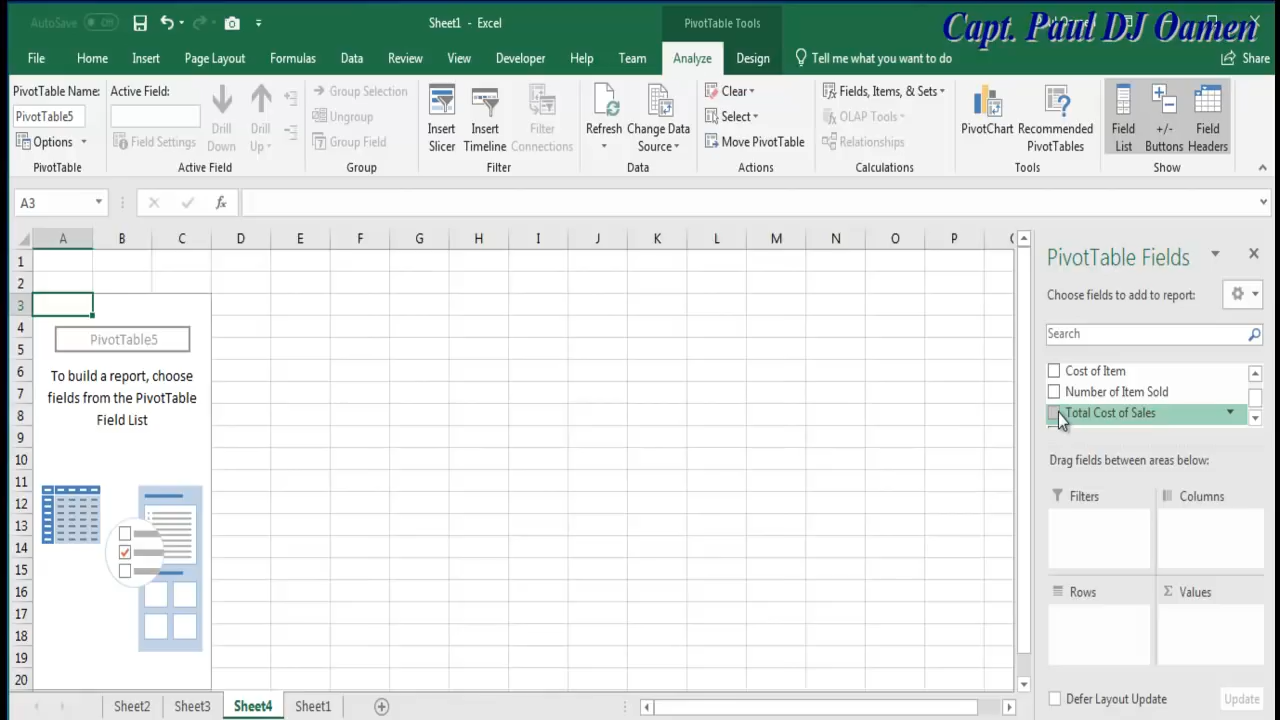 AutoSave
Sheet1 - Excel
PivotTable Tools
Capt. Paul DJ Oamen
File Home Insert Page Layout Formulas Data Review View Developer Help Team Analyze Design Tell me what you want to do Share
PivotTable Name:
PivotTable5
Options
PivotTable
Active Field:
Field Settings
Drill Down
Drill Up
Active Field
Group Selection
Ungroup
Group Field
Group
Insert Slicer
Insert Timeline
Filter Connections
Filter
Refresh
Change Data Source
Data
Clear
Select
Move PivotTable
Actions
Fields, Items, & Sets
OLAP Tools
Relationships
Calculations
PivotChart
Recommended PivotTables
Tools
Field List
+/- Buttons
Field Headers
Show
A3
fx
A B C D E F G H I J K L M N O P
1
2
3
4
5
6
7
8
9
10
11
12
13
14
15
16
17
18
19
20
PivotTable5
To build a report, choose
fields from the PivotTable
Field List
PivotTable Fields
Choose fields to add to report:
Search
Cost of Item
Number of Item Sold
Total Cost of Sales
Drag fields between areas below:
Filters
Columns
Rows
Σ Values
Defer Layout Update
Update
Sheet2 Sheet3 Sheet4 Sheet1